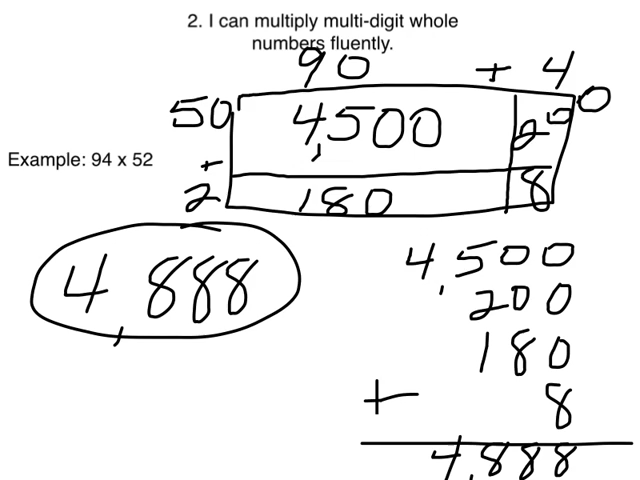 2. I can multiply multi-digit whole
numbers fluently.
90 + 4
50 4,500 200
Example: 94 x 52
+
2 180 8
4,888
4,500
200
180
+ 8
4,888